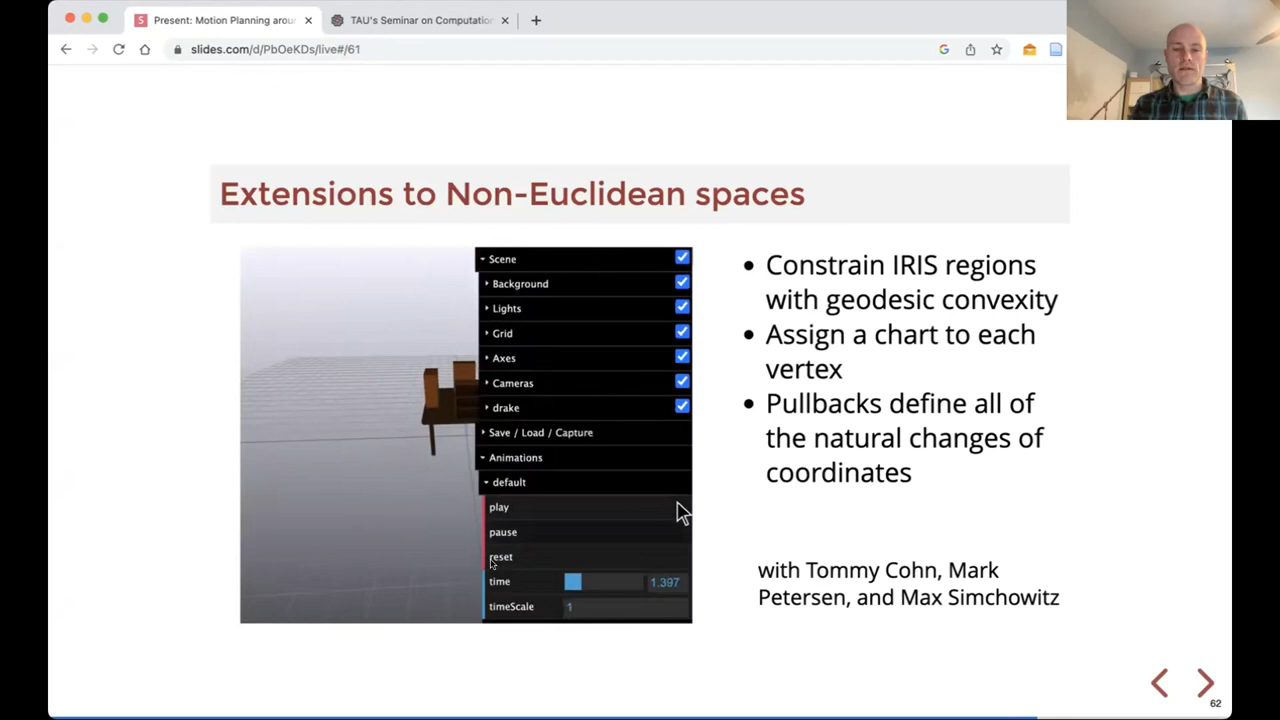 Present: Motion Planning arou
TAU's Seminar on Computatio
slides.com/d/PbOeKDs/live#/61
Extensions to Non-Euclidean spaces
Scene
Background
Lights
Grid
Axes
Cameras
drake
Save / Load / Capture
Animations
default
play
pause
reset
time 1.397
timeScale 1
• Constrain IRIS regions
with geodesic convexity
• Assign a chart to each
vertex
• Pullbacks define all of
the natural changes of
coordinates
with Tommy Cohn, Mark
Petersen, and Max Simchowitz
62